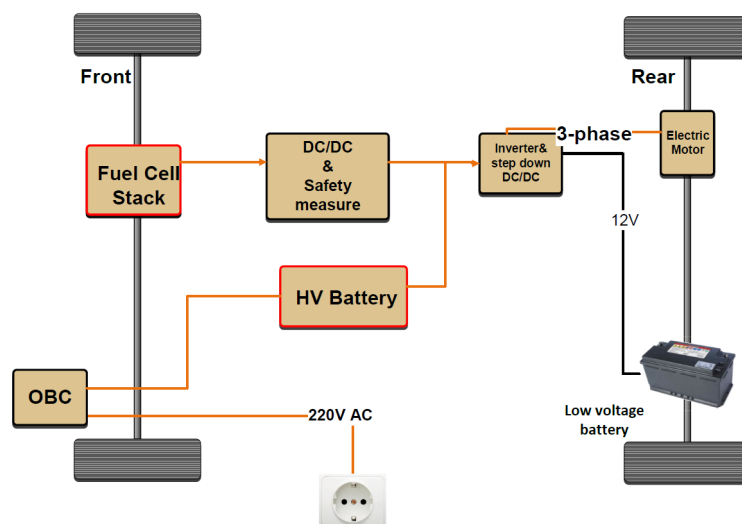 Front
Rear
Fuel Cell
Stack
DC/DC
&
Safety
measure
Inverter&
step down
DC/DC
3-phase
Electric
Motor
12V
HV Battery
OBC
220V AC
Low voltage
battery